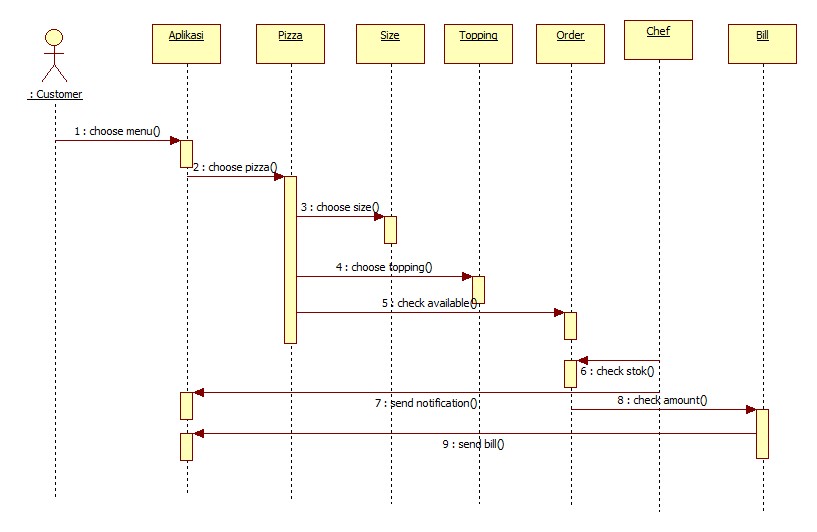 Aplikasi
Pizza
Size
Topping
Order
Chef
Bill
: Customer
1 : choose menu()
2 : choose pizza()
3 : choose size()
4 : choose topping()
5 : check available()
6 : check stok()
7 : send notification()
8 : check amount()
9 : send bill()